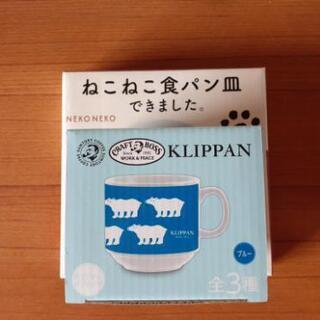 ねこねこ食パン皿
できました。
NEKO NEKO
CRAFT BOSS
WORK & PEACE
KLIPPAN
KLIPPAN
ブルー
全3種